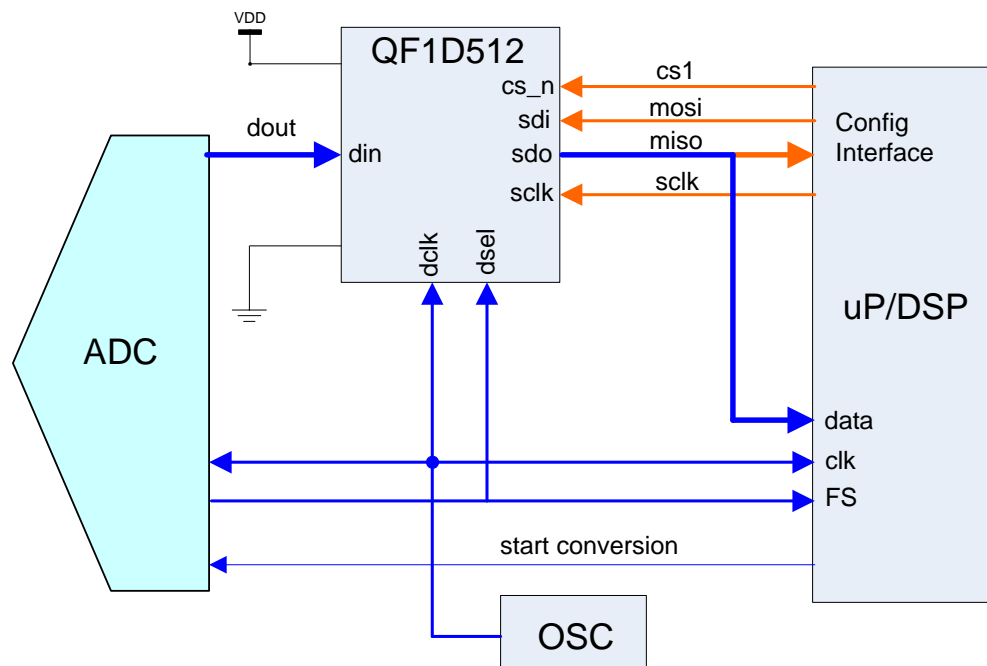 VDD
QF1D512
cs_n
cs1
sdi
mosi
Config
Interface
dout
din
sdo
miso
sclk
sclk
dclk
dsel
uP/DSP
ADC
data
clk
FS
start conversion
OSC